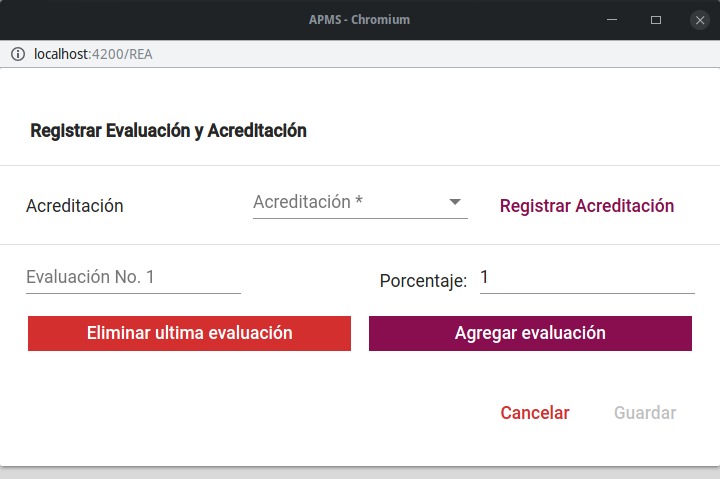 APMS - Chromium
localhost:4200/REA
Registrar Evaluación y Acreditación
Acreditación
Acreditación *
Registrar Acreditación
Evaluación No. 1
Porcentaje:
1
Eliminar ultima evaluación
Agregar evaluación
Cancelar
Guardar